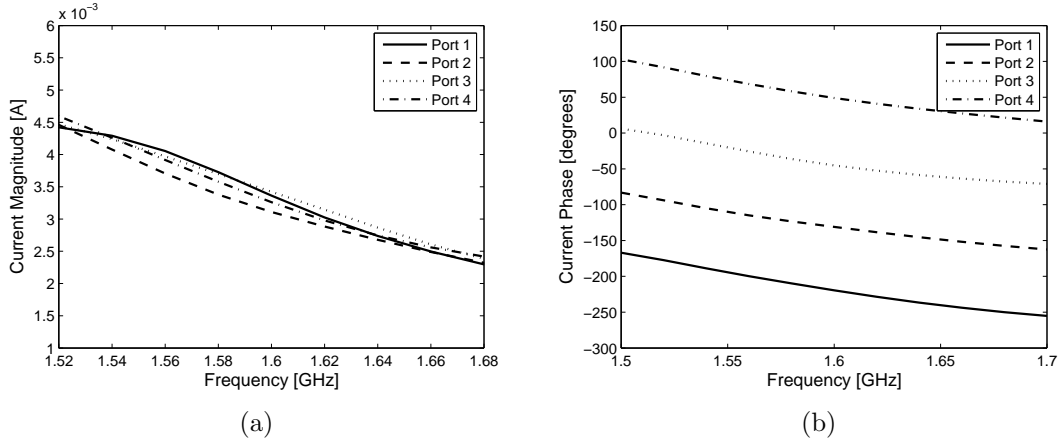 x 10⁻³
6
5.5
5
4.5
4
3.5
3
2.5
2
1.5
1
Current Magnitude [A]
Port 1
Port 2
Port 3
Port 4
1.52 1.54 1.56 1.58 1.6 1.62 1.64 1.66 1.68
Frequency [GHz]
(a)
150
100
50
0
−50
−100
−150
−200
−250
−300
Current Phase [degrees]
Port 1
Port 2
Port 3
Port 4
1.5 1.55 1.6 1.65 1.7
Frequency [GHz]
(b)